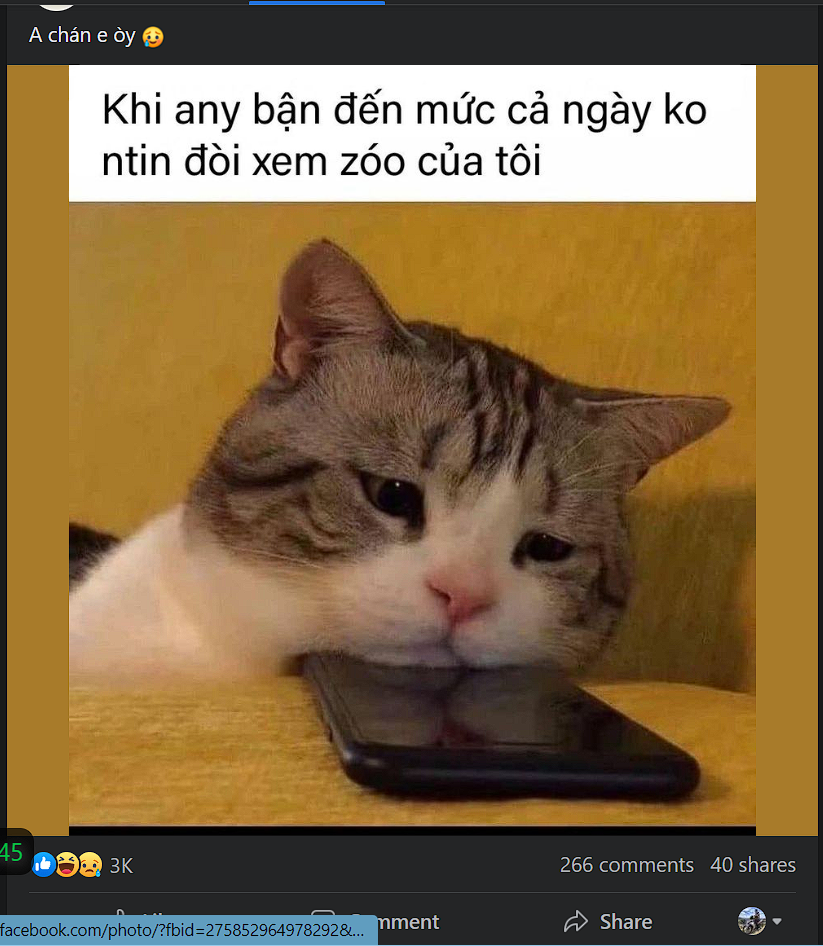 A chán e òy 🥲
Khi any bận đến mức cả ngày ko
ntin đòi xem zóo của tôi
45
3K
266 comments 40 shares
mment
Share
facebook.com/photo/?fbid=275852964978292&...